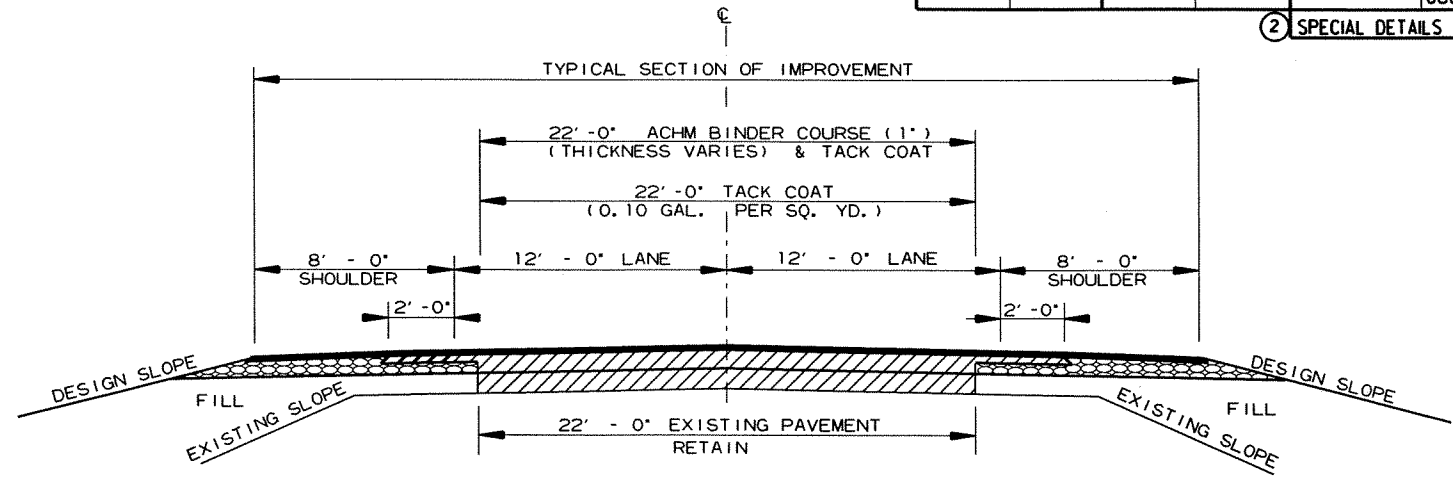 ℄
② SPECIAL DETAILS
TYPICAL SECTION OF IMPROVEMENT
22'-0" ACHM BINDER COURSE (1")
(THICKNESS VARIES) & TACK COAT
22'-0" TACK COAT
(0.10 GAL. PER SQ. YD.)
8' - 0" 12' - 0" LANE 12' - 0" LANE 8' - 0"
SHOULDER SHOULDER
2'-0" 2'-0"
DESIGN SLOPE DESIGN SLOPE
FILL FILL
EXISTING SLOPE EXISTING SLOPE
22' - 0" EXISTING PAVEMENT
RETAIN